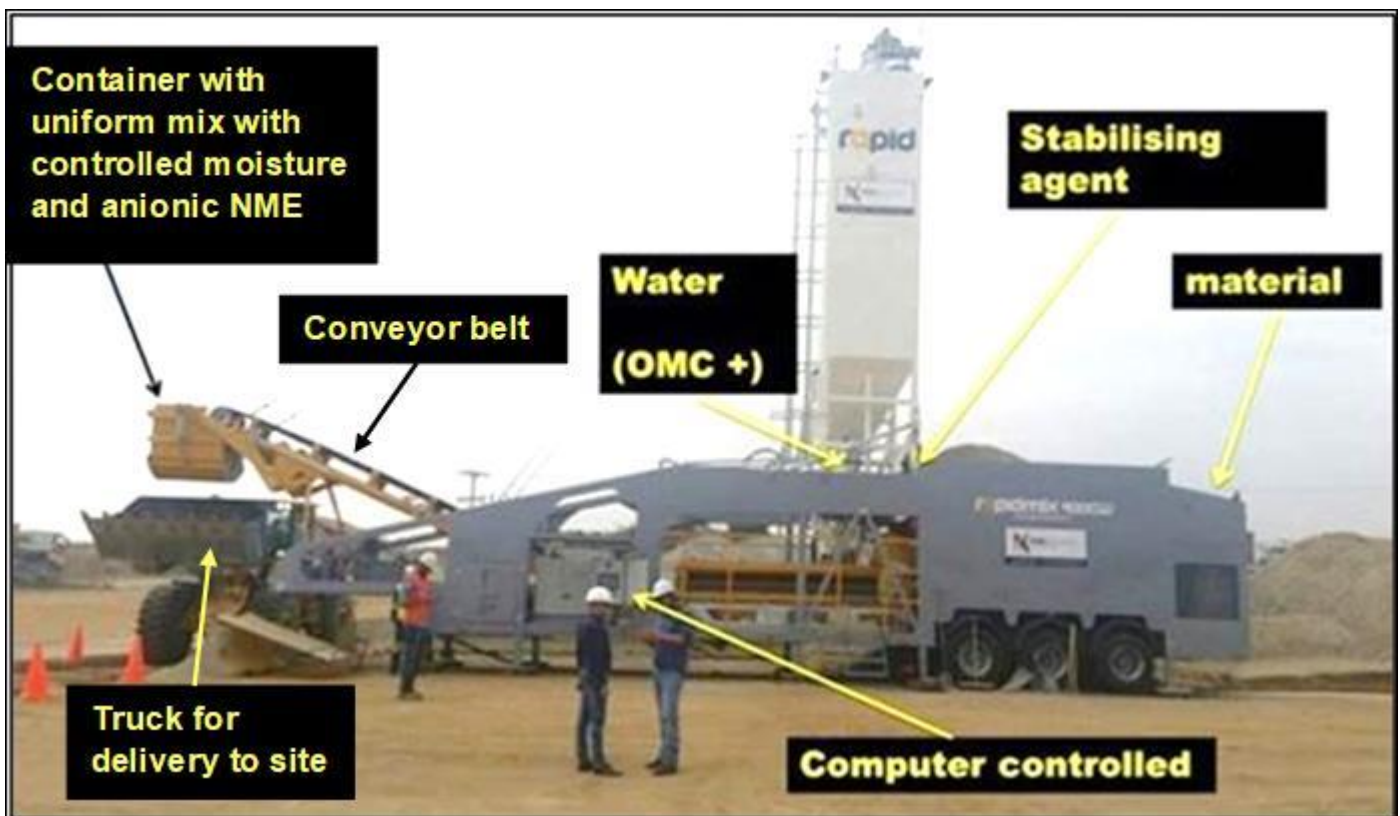 Container with
uniform mix with
controlled moisture
and anionic NME
Conveyor belt
Water
(OMC +)
rapid
Stabilising
agent
material
Truck for
delivery to site
Computer controlled